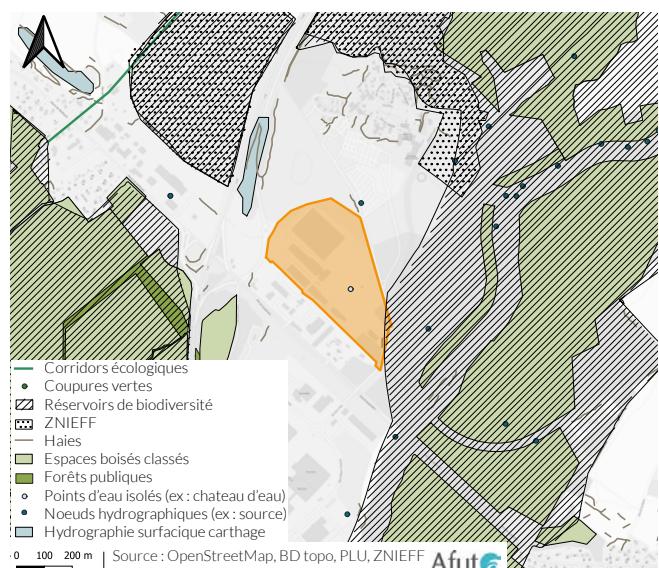 Corridors écologiques
Coupures vertes
Réservoirs de biodiversité
ZNIEFF
Haies
Espaces boisés classés
Forêts publiques
Points d'eau isolés (ex : chateau d'eau)
Noeuds hydrographiques (ex : source)
Hydrographie surfacique carthage
0 100 200 m
Source : OpenStreetMap, BD topo, PLU, ZNIEFF
Afut